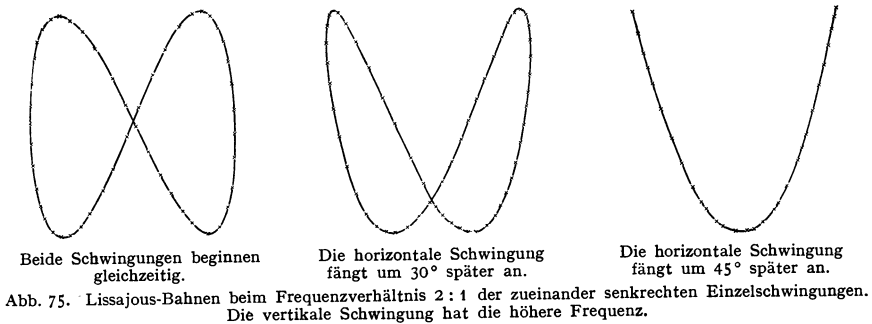 Beide Schwingungen beginnen
gleichzeitig.
Die horizontale Schwingung
fängt um 30° später an.
Die horizontale Schwingung
fängt um 45° später an.
Abb. 75. Lissajous-Bahnen beim Frequenzverhältnis 2 : 1 der zueinander senkrechten Einzelschwingungen.
Die vertikale Schwingung hat die höhere Frequenz.